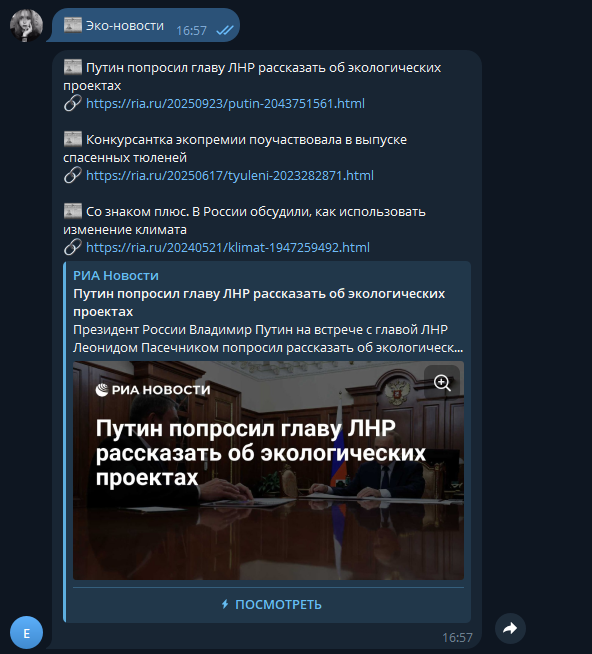 Эко-новости 16:57
Путин попросил главу ЛНР рассказать об экологических
проектах
https://ria.ru/20250923/putin-2043751561.html
Конкурсантка экопремии поучаствовала в выпуске
спасенных тюленей
https://ria.ru/20250617/tyuleni-2023282871.html
Со знаком плюс. В России обсудили, как использовать
изменение климата
https://ria.ru/20240521/klimat-1947259492.html
РИА Новости
Путин попросил главу ЛНР рассказать об экологических
проектах
Президент России Владимир Путин на встрече с главой ЛНР
Леонидом Пасечником попросил рассказать об экологическ...
РИА НОВОСТИ
Путин попросил главу ЛНР
рассказать об экологических
проектах
ПОСМОТРЕТЬ
Е
16:57